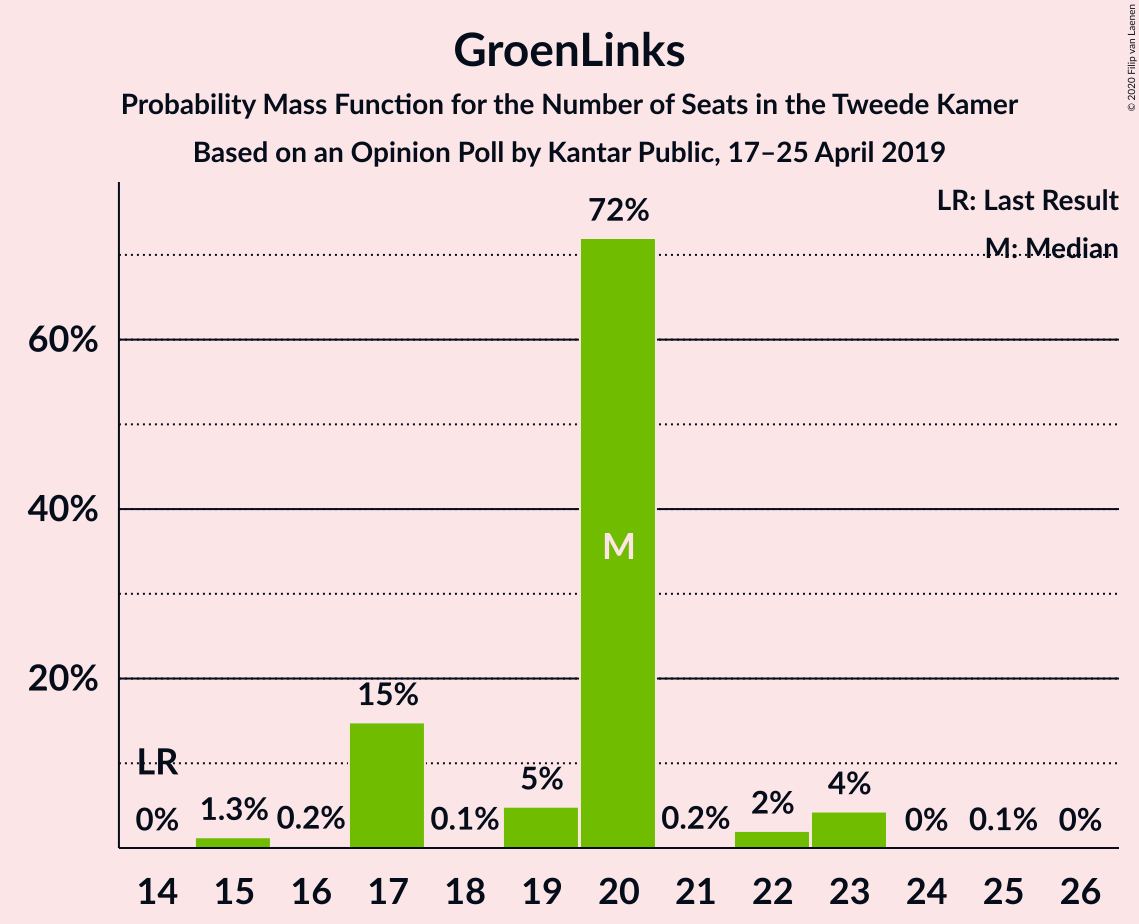 GroenLinks
Probability Mass Function for the Number of Seats in the Tweede Kamer
Based on an Opinion Poll by Kantar Public, 17–25 April 2019
© 2020 Filip van Laenen
LR: Last Result
M: Median
60%
40%
20%
LR
0%
1.3%
0.2%
15%
0.1%
5%
72%
M
0.2%
2%
4%
0%
0.1%
0%
14 15 16 17 18 19 20 21 22 23 24 25 26